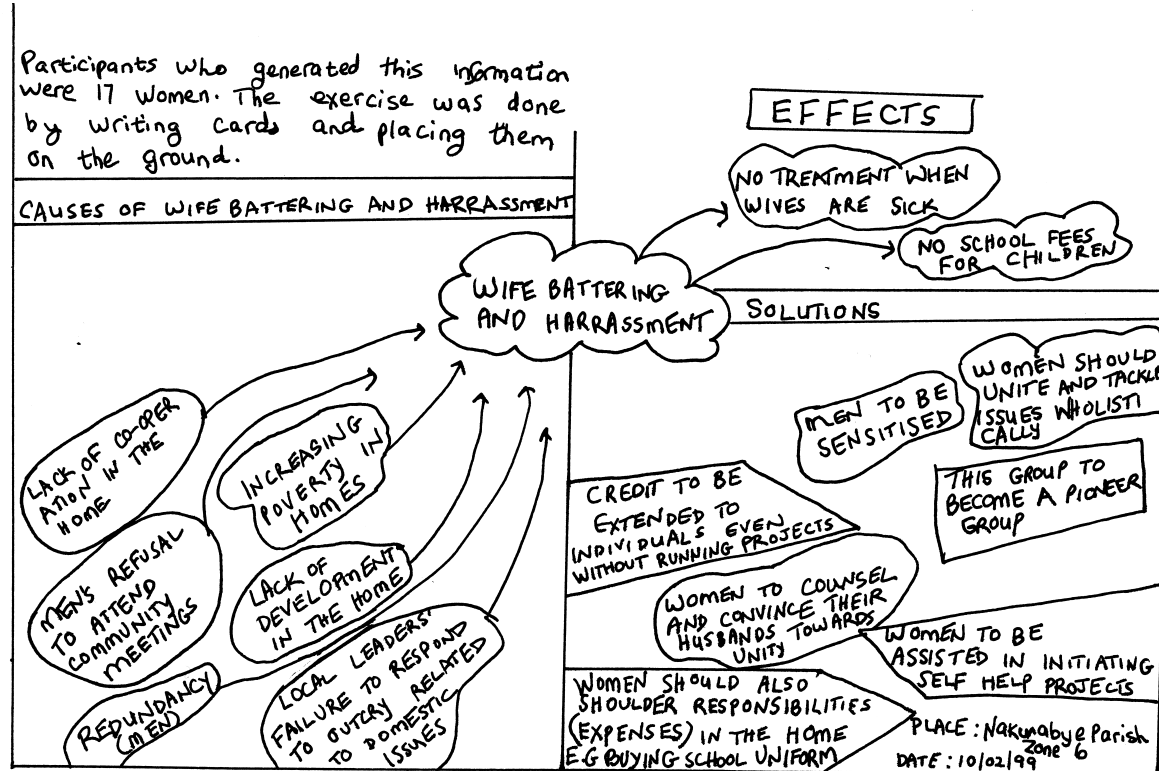 Participants who generated this information
were 17 women. The exercise was done
by writing cards and placing them
on the ground.
CAUSES OF WIFE BATTERING AND HARRASSMENT
WIFE BATTERING
AND HARRASSMENT
LACK OF CO-OPER
ATION IN THE
HOME
INCREASING
POVERTY IN
HOMES
MEN'S REFUSAL
TO ATTEND
COMMUNITY
MEETINGS
LACK OF
DEVELOPMENT
IN THE HOME
REDUNDANCY
(MEN)
LOCAL LEADERS'
FAILURE TO RESPOND
TO OUTCRY RELATED
TO DOMESTIC
ISSUES
EFFECTS
NO TREATMENT WHEN
WIVES ARE SICK
NO SCHOOL FEES
FOR CHILDREN
SOLUTIONS
WOMEN SHOULD
UNITE AND TACKLE
ISSUES WHOLISTI
CALLY
MEN TO BE
SENSITISED
THIS GROUP TO
BECOME A PIONEER
GROUP
CREDIT TO BE
EXTENDED TO
INDIVIDUALS EVEN
WITHOUT RUNNING PROJECTS
WOMEN TO COUNSEL
AND CONVINCE THEIR
HUSBANDS TOWARDS
UNITY
WOMEN TO BE
ASSISTED IN INITIATING
SELF HELP PROJECTS
WOMEN SHOULD ALSO
SHOULDER RESPONSIBILITIES
(EXPENSES) IN THE HOME
E.G BUYING SCHOOL UNIFORM
PLACE: Nakunabye Parish
Zone 6
DATE: 10/02/99